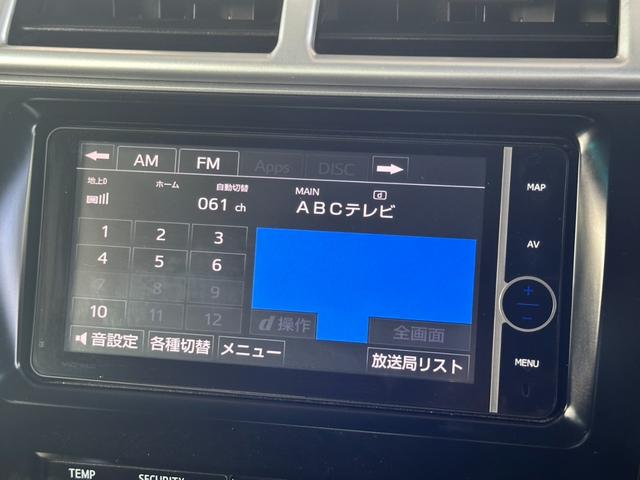 AM FM Apps DISC
MAP
地上D ホーム 自動切替 MAIN d
061 ch ABCテレビ
1 2 3
AV
4 5 6
7 8 9
10 11 12
d操作 全画面
音設定 各種切替 メニュー 放送局リスト
MENU
TEMP SECURITY